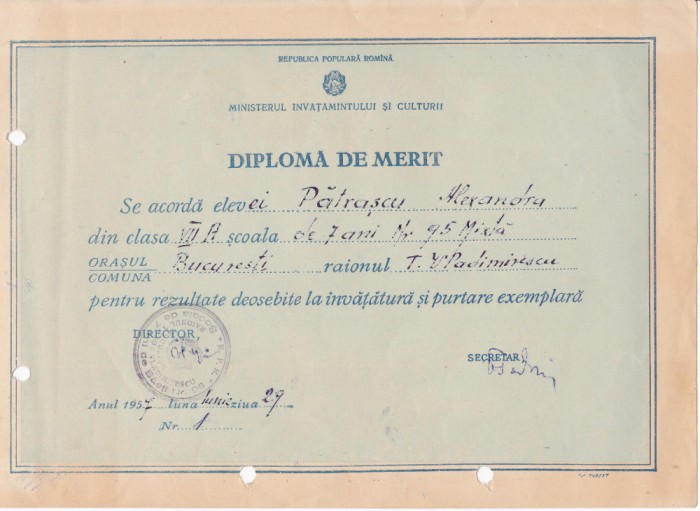 REPUBLICA POPULARĂ ROMÎNĂ
MINISTERUL INVATAMINTULUI ȘI CULTURII
DIPLOMĂ DE MERIT
Se acordă elevei Pătrașcu Alexandra
din clasa VII B școala de 7 ani Nr 95 Mixtă
ORAȘUL București raionul T. Vladimirescu
COMUNA
pentru rezultate deosebite la învățătură și purtare exemplară
DIRECTOR,
SECRETAR,
Anul 1957 luna Iunie ziua 29
Nr. 1